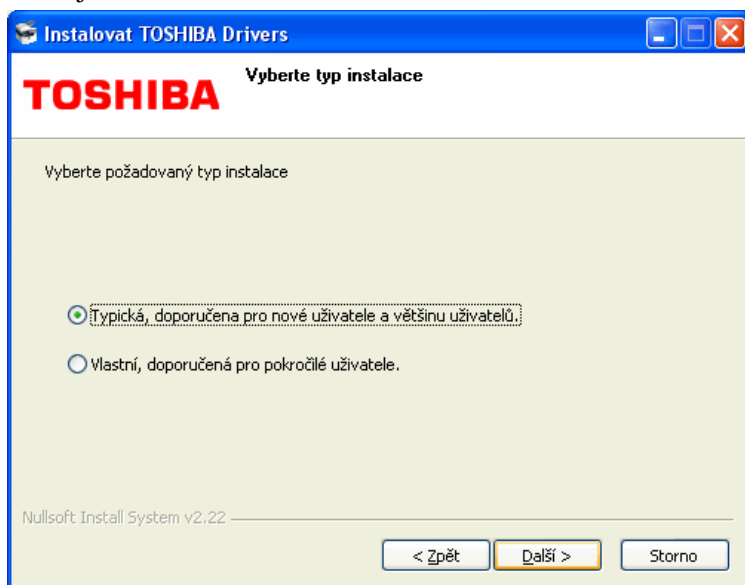 Instalovat TOSHIBA Drivers
TOSHIBA
Vyberte typ instalace
Vyberte požadovaný typ instalace
Typická, doporučena pro nové uživatele a většinu uživatelů.
Vlastní, doporučená pro pokročilé uživatele.
Nullsoft Install System v2.22
< Zpět
Další >
Storno